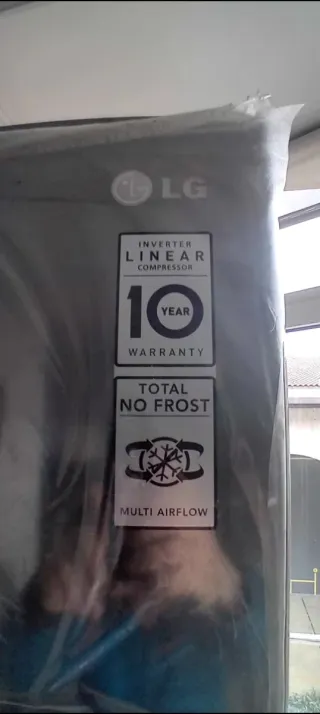 LG
INVERTER
LINEAR
COMPRESSOR
10 YEAR
WARRANTY
TOTAL
NO FROST
MULTI AIRFLOW